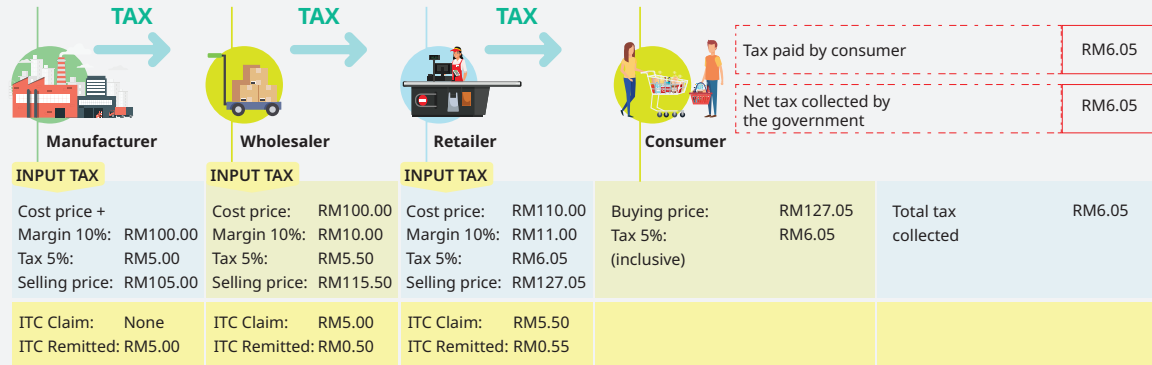 TAX
TAX
TAX
Tax paid by consumer
RM6.05
Net tax collected by
the government
RM6.05
Manufacturer
Wholesaler
Retailer
Consumer
INPUT TAX
Cost price +
Margin 10%: RM100.00
Tax 5%: RM5.00
Selling price: RM105.00
ITC Claim: None
ITC Remitted: RM5.00
INPUT TAX
Cost price: RM100.00
Margin 10%: RM10.00
Tax 5%: RM5.50
Selling price: RM115.50
ITC Claim: RM5.00
ITC Remitted: RM0.50
INPUT TAX
Cost price: RM110.00
Margin 10%: RM11.00
Tax 5%: RM6.05
Selling price: RM127.05
ITC Claim: RM5.50
ITC Remitted: RM0.55
Buying price: RM127.05
Tax 5%: RM6.05
(inclusive)
Total tax RM6.05
collected